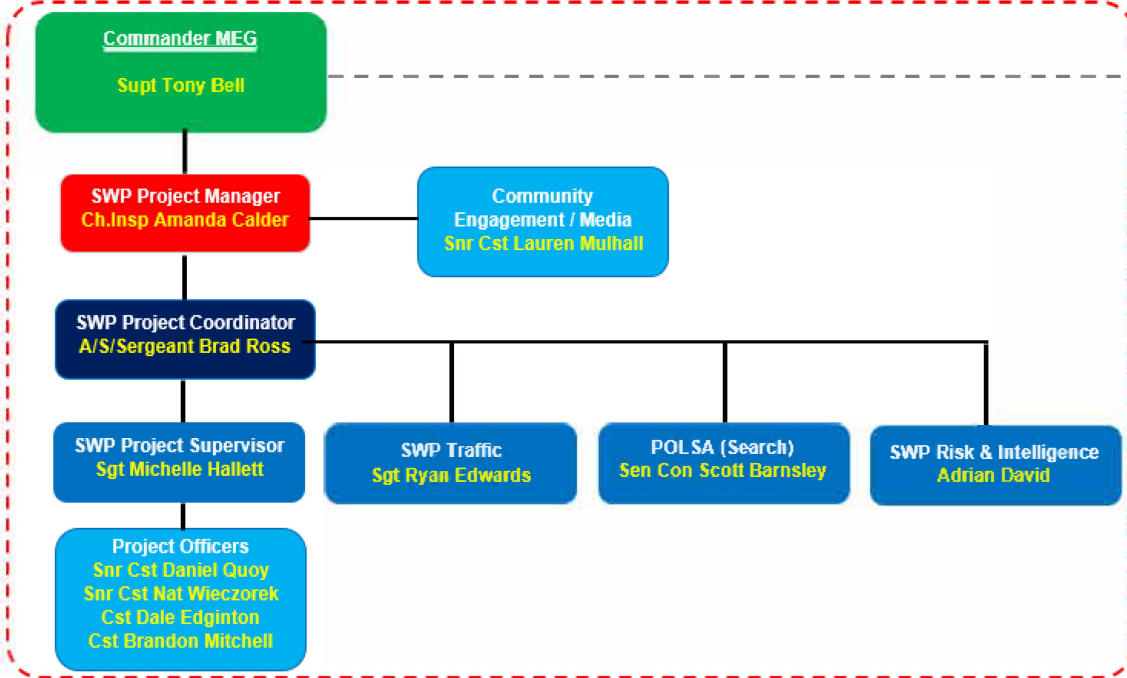 Commander MEG
Supt Tony Bell
SWP Project Manager
Ch.Insp Amanda Calder
Community
Engagement / Media
Snr Cst Lauren Mulhall
SWP Project Coordinator
A/S/Sergeant Brad Ross
SWP Project Supervisor
Sgt Michelle Hallett
SWP Traffic
Sgt Ryan Edwards
POLSA (Search)
Sen Con Scott Barnsley
SWP Risk & Intelligence
Adrian David
Project Officers
Snr Cst Daniel Quoy
Snr Cst Nat Wieczorek
Cst Dale Edginton
Cst Brandon Mitchell